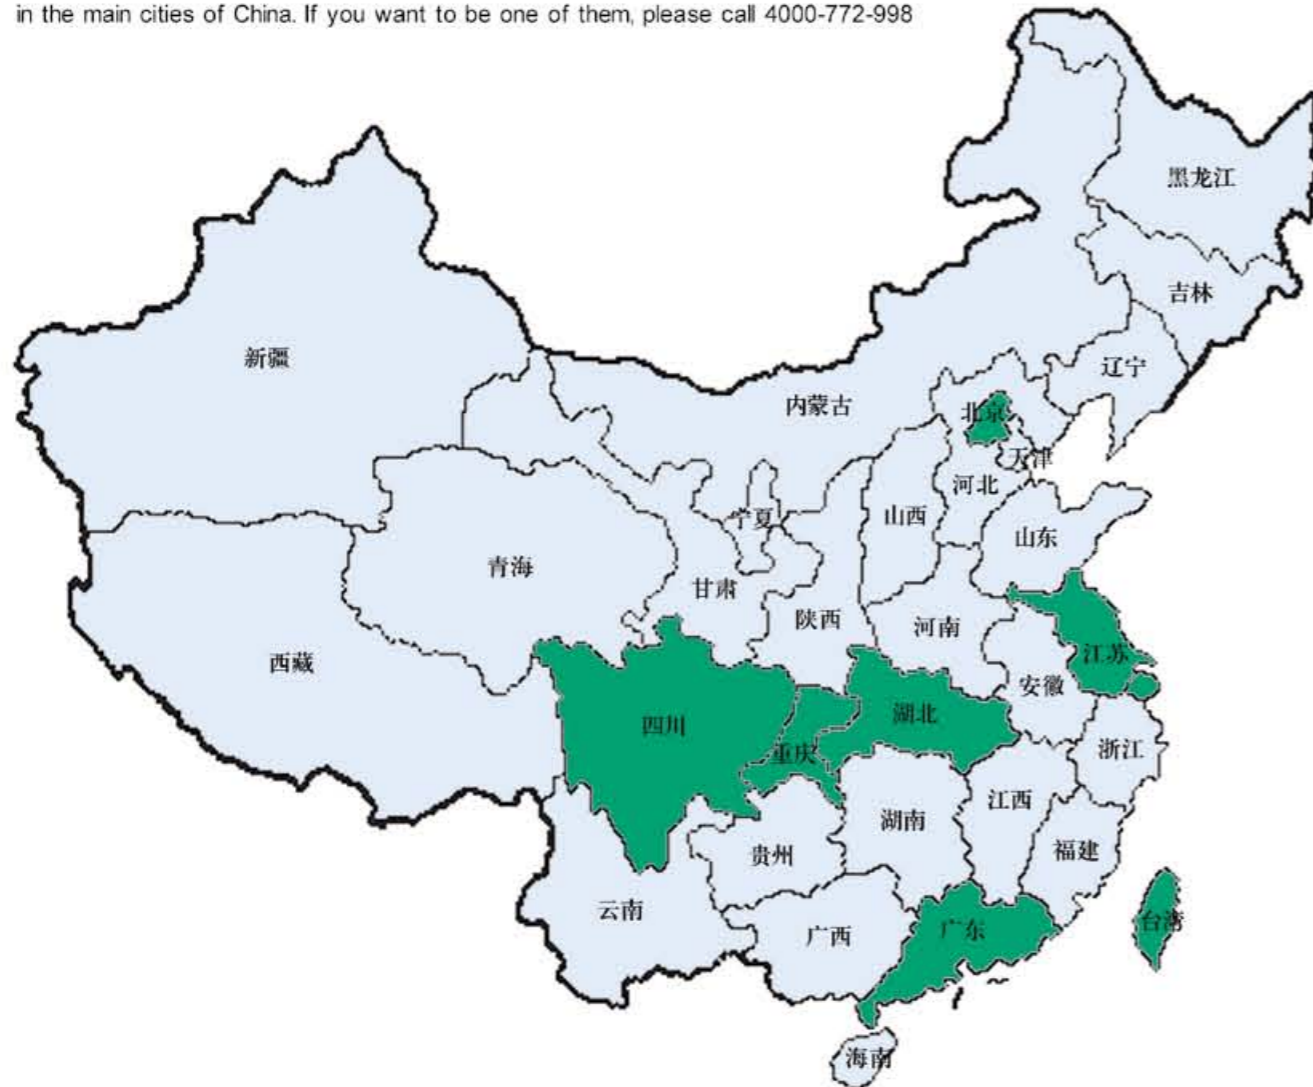 in the main cities of China. If you want to be one of them, please call 4000-772-998
黑龙江
吉林
新疆
辽宁
内蒙古
北京
天津
河北
宁夏
山西
山东
青海
甘肃
陕西
河南
江苏
西藏
安徽
四川
湖北
重庆
浙江
江西
湖南
贵州
福建
云南
广西
广东
台湾
海南